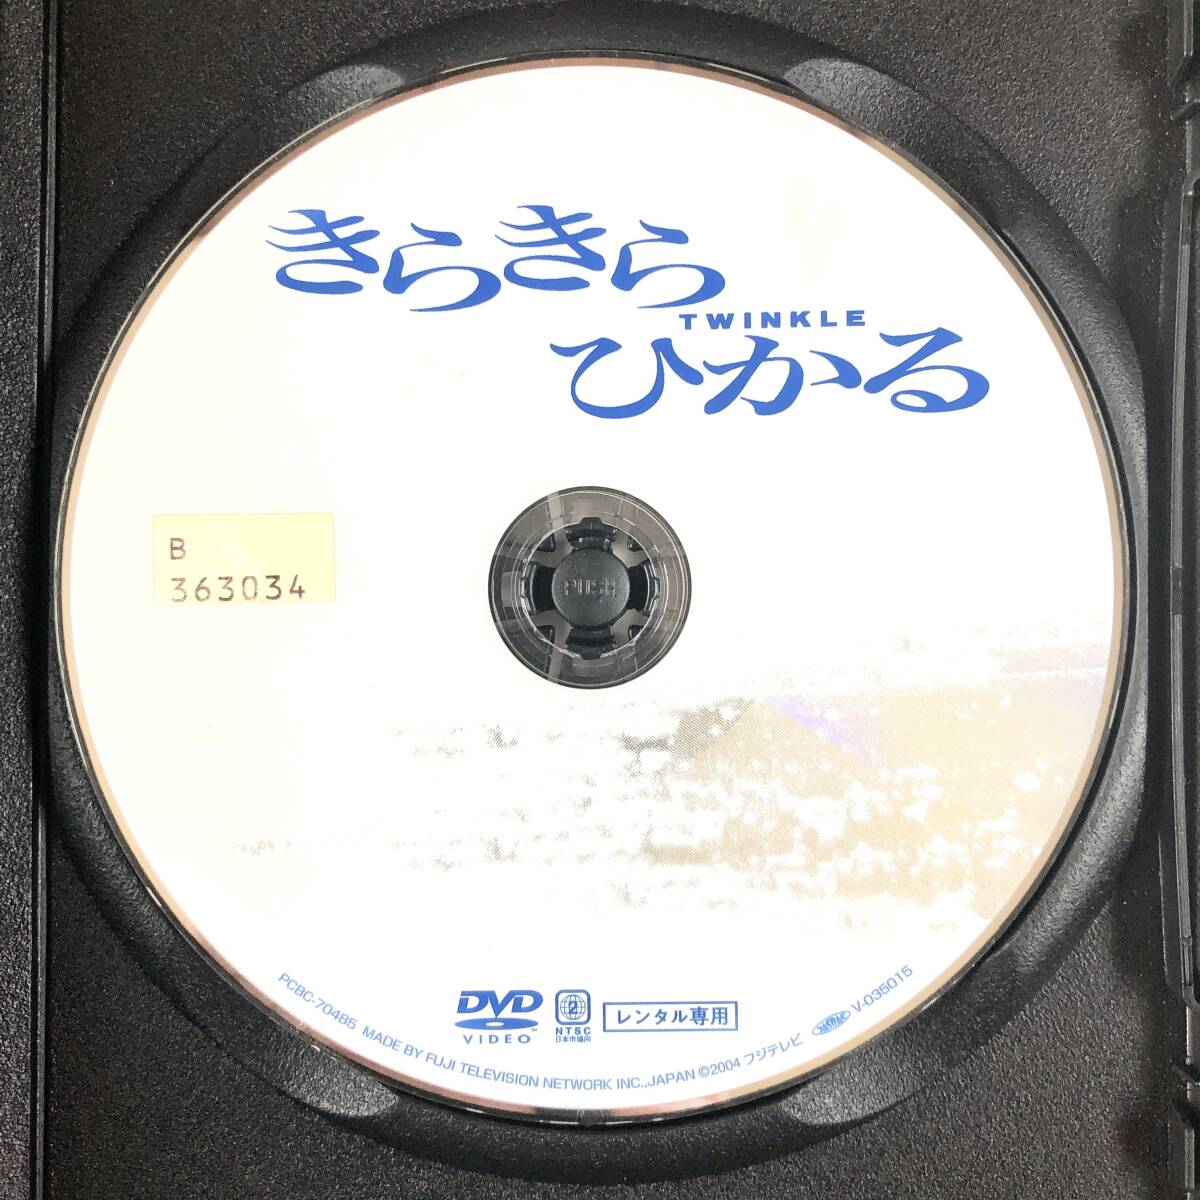 きらきら
TWINKLE
ひかる
B
363034
PUSH
DVD
VIDEO
TM
2
NTSC
日本市場向
レンタル専用
PCBC-70485 MADE BY FUJI TELEVISION NETWORK INC.,JAPAN ©2004 フジテレビ V-035015